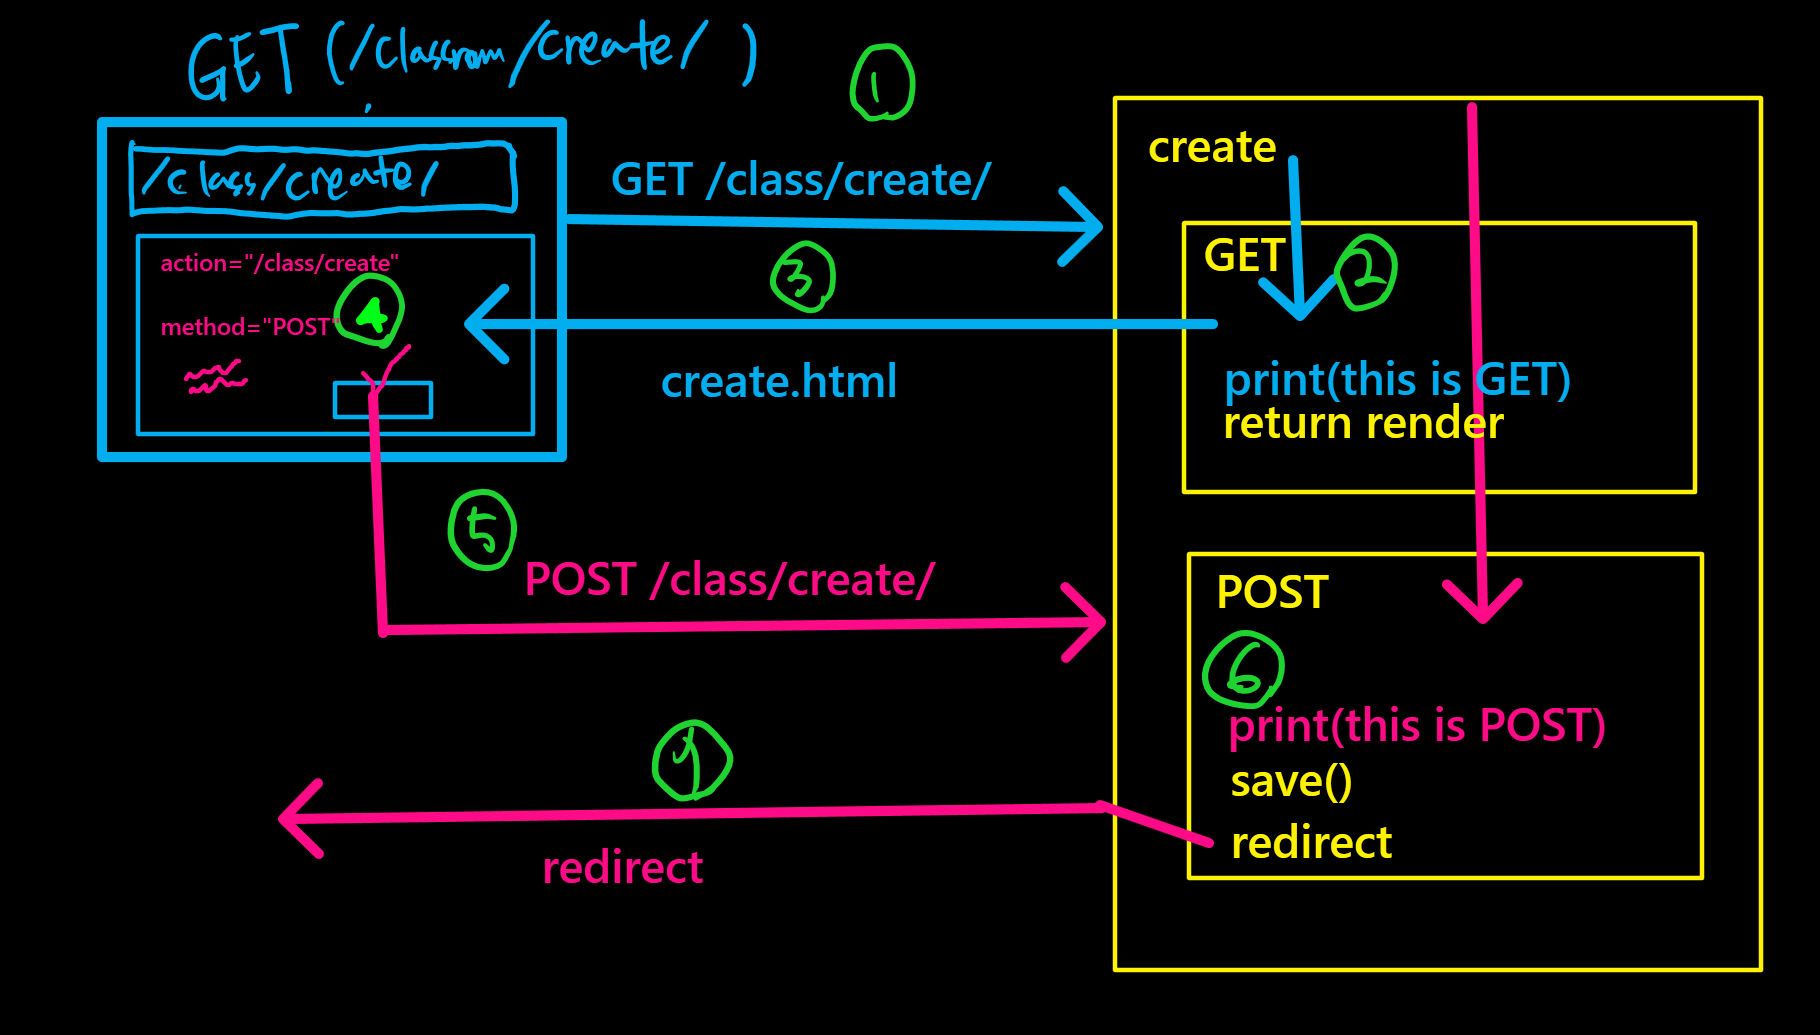 GET (/classroom/create/ )
1
/class/create/
GET /class/create/
create
action="/class/create"
GET
2
3
4
method="POST"
create.html
print(this is GET)
return render
5
POST /class/create/
POST
6
print(this is POST)
7
save()
redirect
redirect